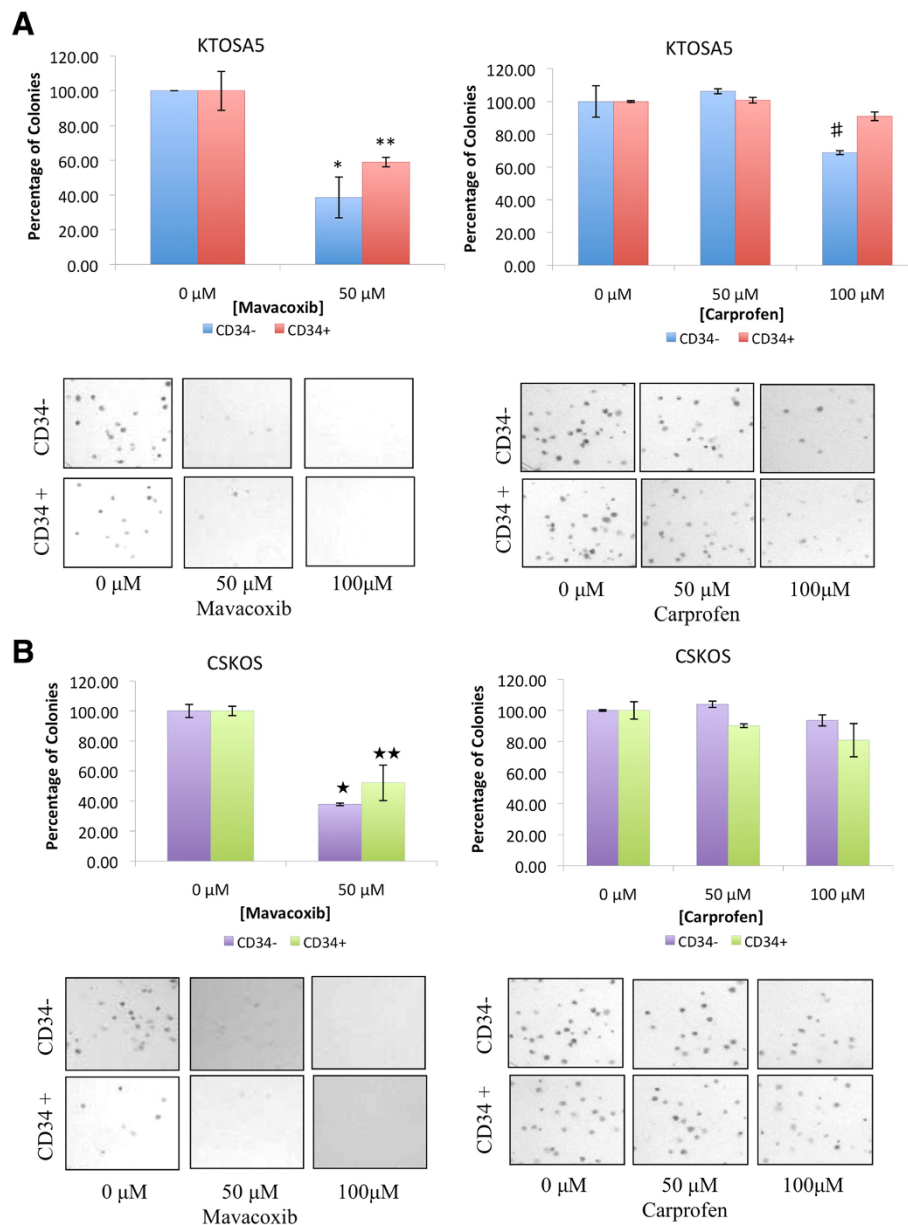 A
KTOSA5
Percentage of Colonies
120.00
100.00
80.00
60.00
40.00
20.00
0.00
*
**
0 µM
50 µM
[Mavacoxib]
CD34-
CD34+
KTOSA5
Percentage of Colonies
120.00
100.00
80.00
60.00
40.00
20.00
0.00
#
0 µM
50 µM
100 µM
[Carprofen]
CD34-
CD34+
CD34-
CD34 +
0 µM
50 µM
100µM
Mavacoxib
CD34-
CD34 +
0 µM
50 µM
100µM
Carprofen
B
CSKOS
Percentage of Colonies
120.00
100.00
80.00
60.00
40.00
20.00
0.00
★
★★
0 µM
50 µM
[Mavacoxib]
CD34-
CD34+
CSKOS
Percentage of Colonies
120.00
100.00
80.00
60.00
40.00
20.00
0.00
0 µM
50 µM
100 µM
[Carprofen]
CD34-
CD34+
CD34-
CD34 +
0 µM
50 µM
100µM
Mavacoxib
CD34-
CD34 +
0 µM
50 µM
100µM
Carprofen